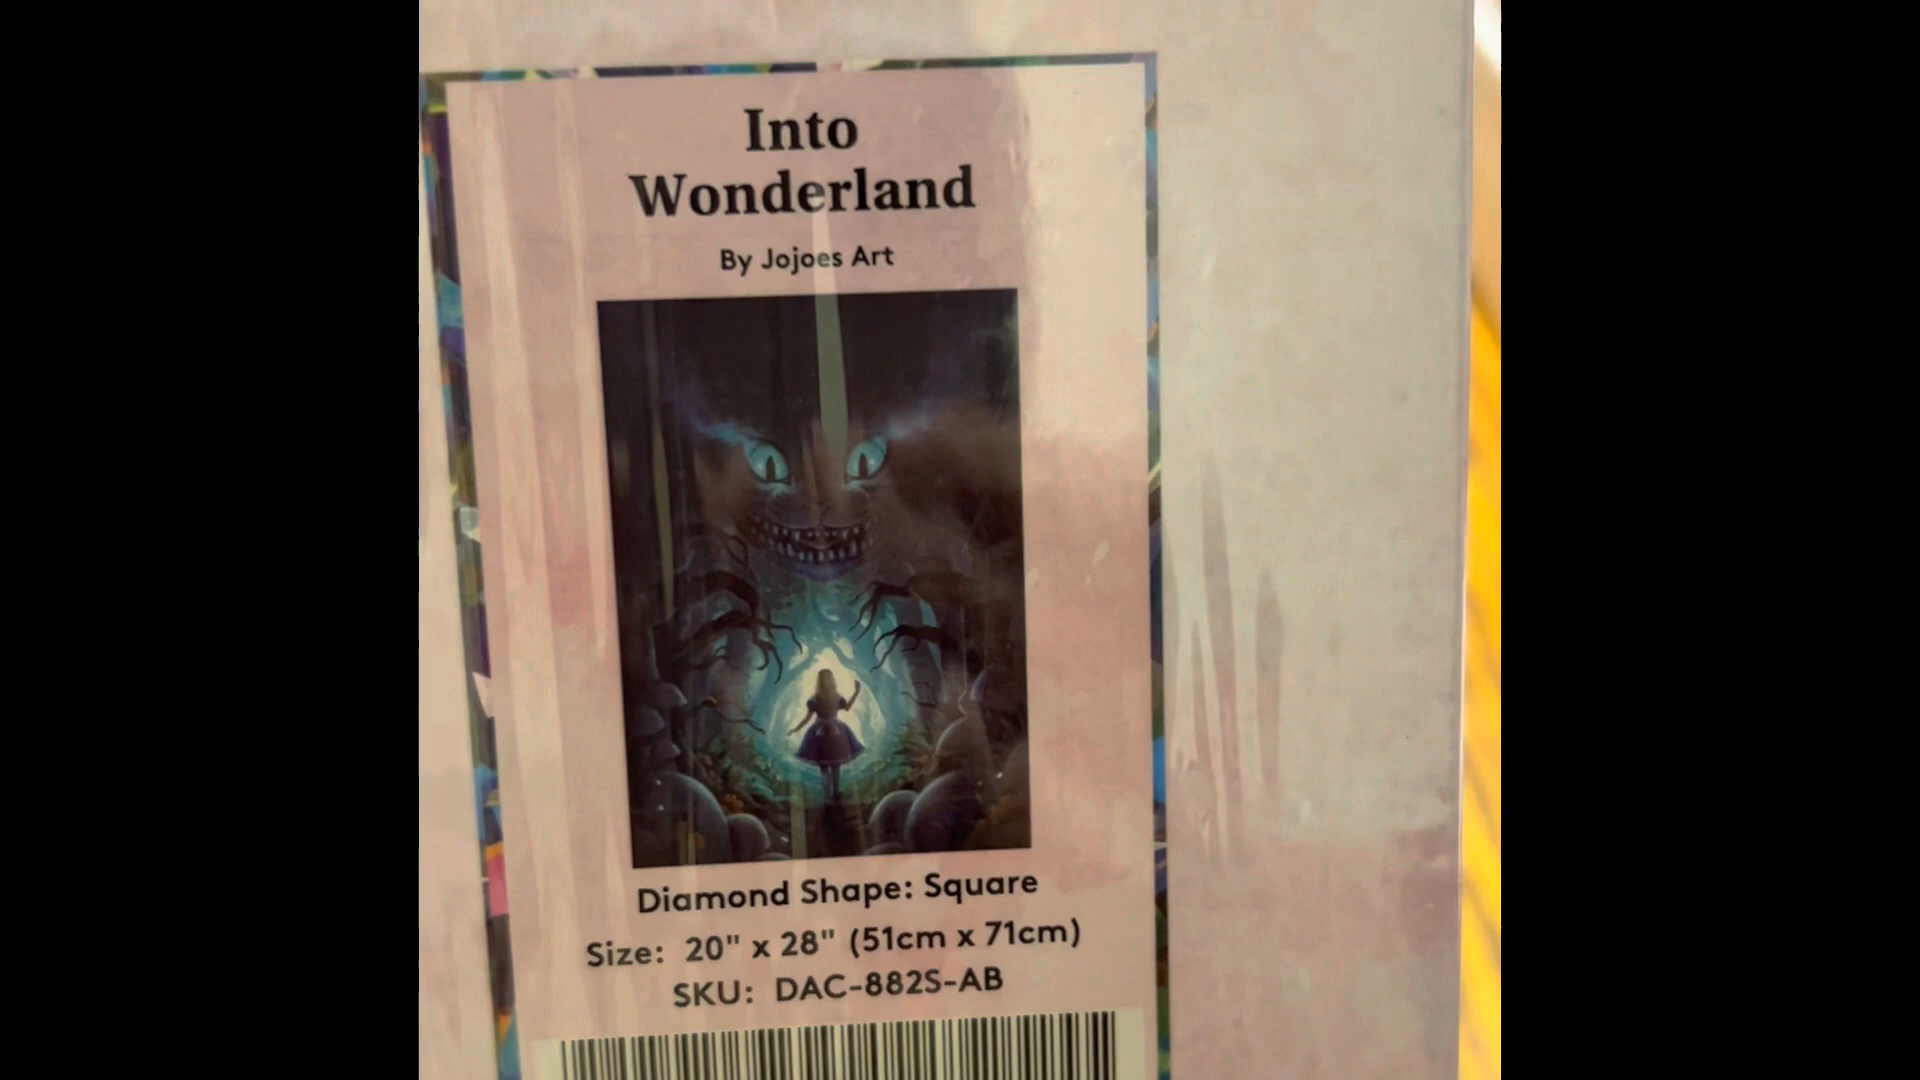 Into
Wonderland
By Jojoes Art
Diamond Shape: Square
Size: 20" x 28" (51cm x 71cm)
SKU: DAC-882S-AB